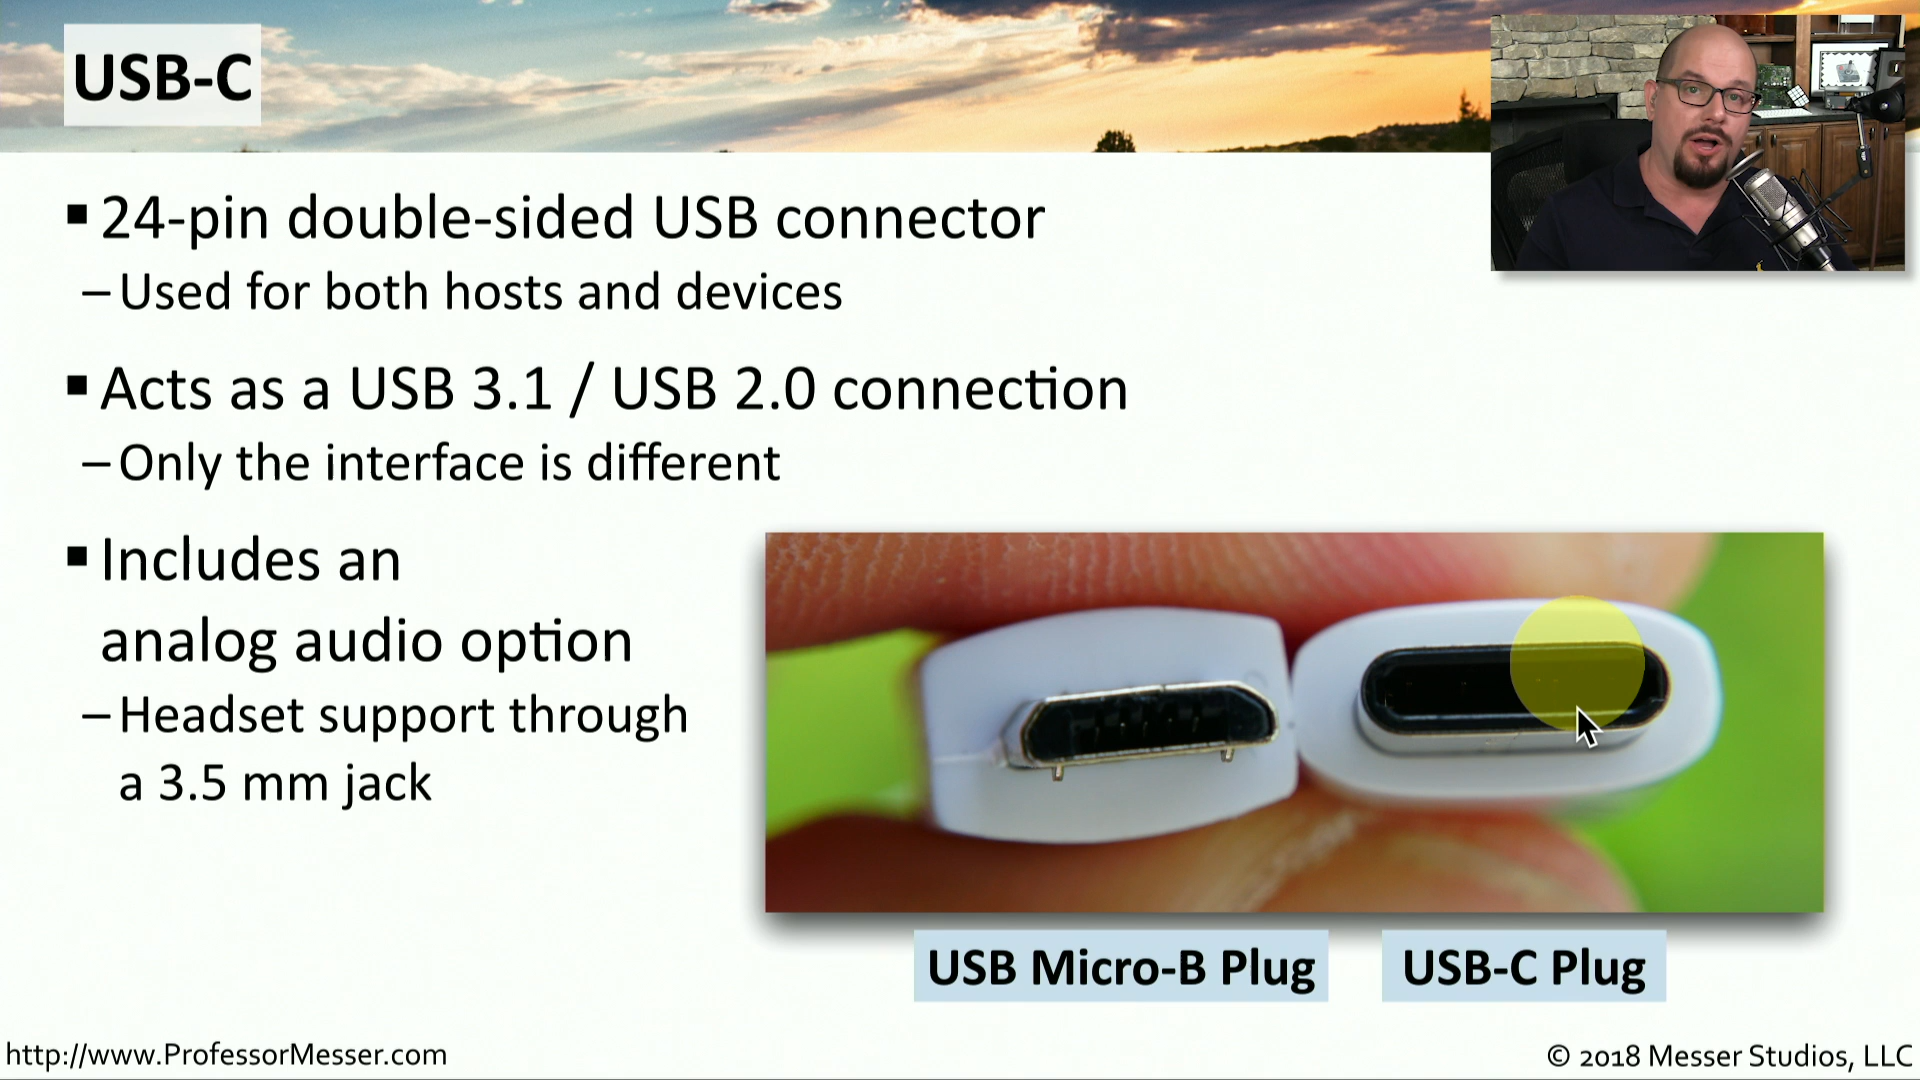 USB-C
▪ 24-pin double-sided USB connector
– Used for both hosts and devices
▪ Acts as a USB 3.1 / USB 2.0 connection
– Only the interface is different
▪ Includes an
analog audio option
– Headset support through
a 3.5 mm jack
USB Micro-B Plug
USB-C Plug
http://www.ProfessorMesser.com
© 2018 Messer Studios, LLC